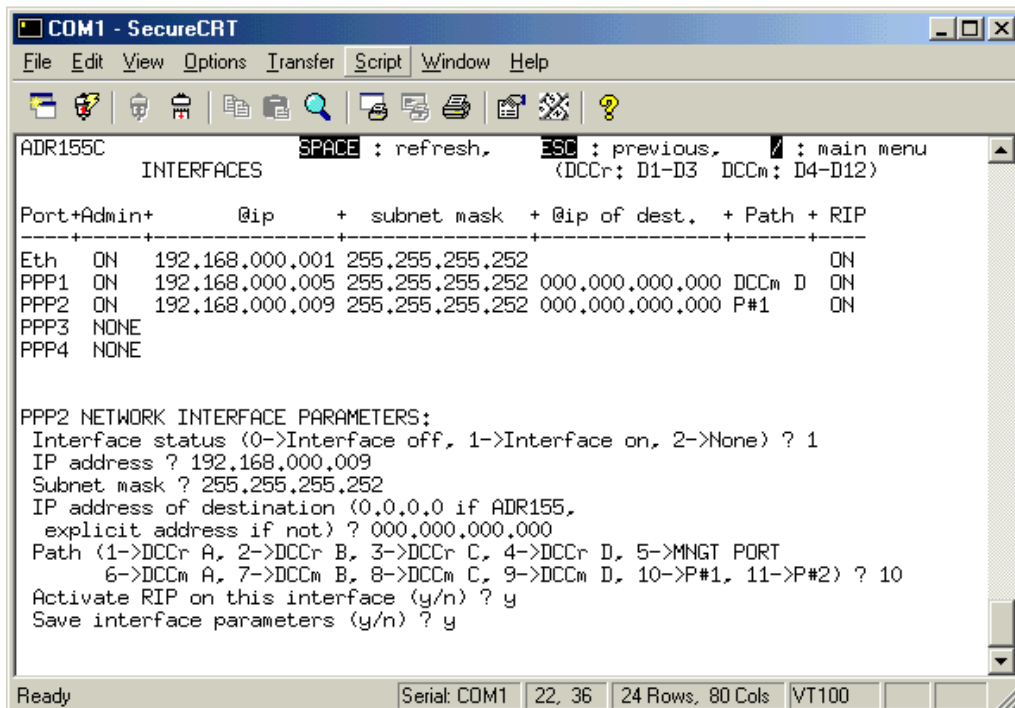 COM1 - SecureCRT
File Edit View Options Transfer Script Window Help
ADR155C SPACE : refresh, ESC : previous, / : main menu
INTERFACES (DCCr: D1-D3 DCCm: D4-D12)
Port+Admin+ @ip + subnet mask + @ip of dest. + Path + RIP
----+-----+---------------+---------------+---------------+------+----
Eth ON 192.168.000.001 255.255.255.252 ON
PPP1 ON 192.168.000.005 255.255.255.252 000.000.000.000 DCCm D ON
PPP2 ON 192.168.000.009 255.255.255.252 000.000.000.000 P#1 ON
PPP3 NONE
PPP4 NONE
PPP2 NETWORK INTERFACE PARAMETERS:
Interface status (0->Interface off, 1->Interface on, 2->None) ? 1
IP address ? 192.168.000.009
Subnet mask ? 255.255.255.252
IP address of destination (0.0.0.0 if ADR155,
explicit address if not) ? 000.000.000.000
Path (1->DCCr A, 2->DCCr B, 3->DCCr C, 4->DCCr D, 5->MNGT PORT
6->DCCm A, 7->DCCm B, 8->DCCm C, 9->DCCm D, 10->P#1, 11->P#2) ? 10
Activate RIP on this interface (y/n) ? y
Save interface parameters (y/n) ? y
Ready Serial: COM1 22, 36 24 Rows, 80 Cols VT100